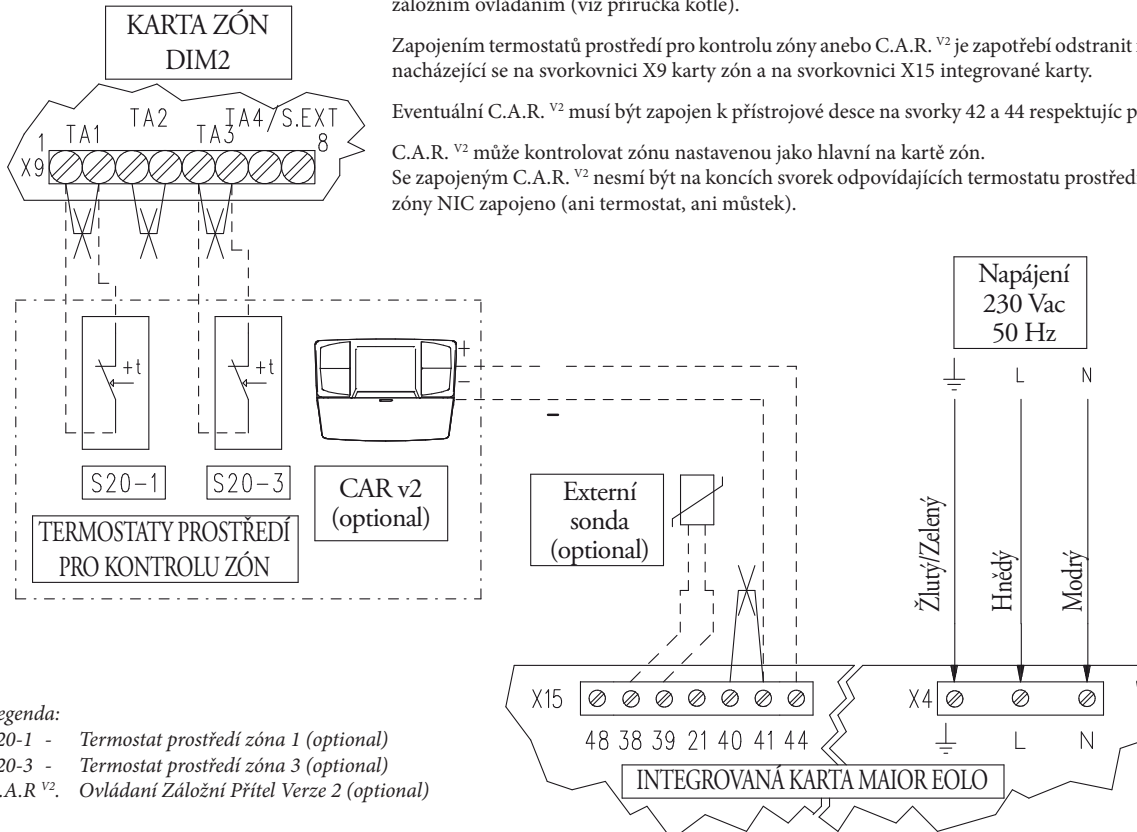 záložním ovládáním (viz příručka kotle).
Zapojením termostatů prostředí pro kontrolu zóny anebo C.A.R. V2 je zapotřebí odstranit
nacházející se na svorkovnici X9 karty zón a na svorkovnici X15 integrované karty.
Eventuální C.A.R. V2 musí být zapojen k přístrojové desce na svorky 42 a 44 respektujíc p
C.A.R. V2 může kontrolovat zónu nastavenou jako hlavní na kartě zón.
Se zapojeným C.A.R. V2 nesmí být na koncích svorek odpovídajících termostatu prostředí
zóny NIC zapojeno (ani termostat, ani můstek).
KARTA ZÓN
DIM2
TA1 TA2 TA3 TA4/S.EXT
1 8
X9
+t +t
+
-
S20-1 S20-3
CAR v2
(optional)
TERMOSTATY PROSTŘEDÍ
PRO KONTROLU ZÓN
-
Externí
sonda
(optional)
Napájení
230 Vac
50 Hz
L N
Žlutý/Zelený
Hnědý
Modrý
X15
48 38 39 21 40 41 44
X4
L N
INTEGROVANÁ KARTA MAIOR EOLO
egenda:
20-1 - Termostat prostředí zóna 1 (optional)
20-3 - Termostat prostředí zóna 3 (optional)
.A.R V2. Ovládaní Záložní Přítel Verze 2 (optional)